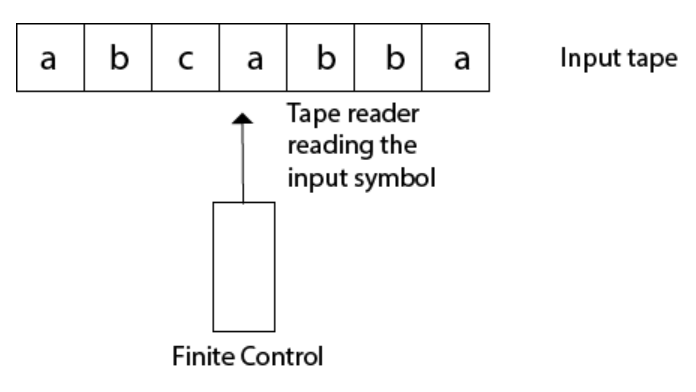 a b c a b b a Input tape
Tape reader
reading the
input symbol
Finite Control